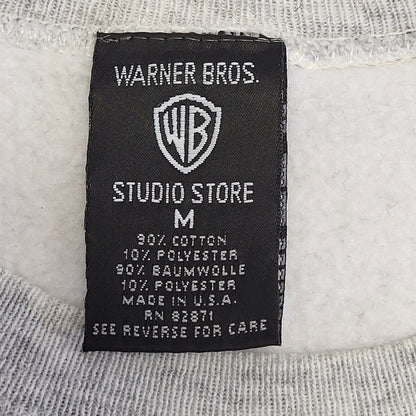 WARNER BROS.
WB
STUDIO STORE
M
90% COTTON
10% POLYESTER
90% BAUMWOLLE
10% POLYESTER
MADE IN U.S.A.
RN 82871
SEE REVERSE FOR CARE